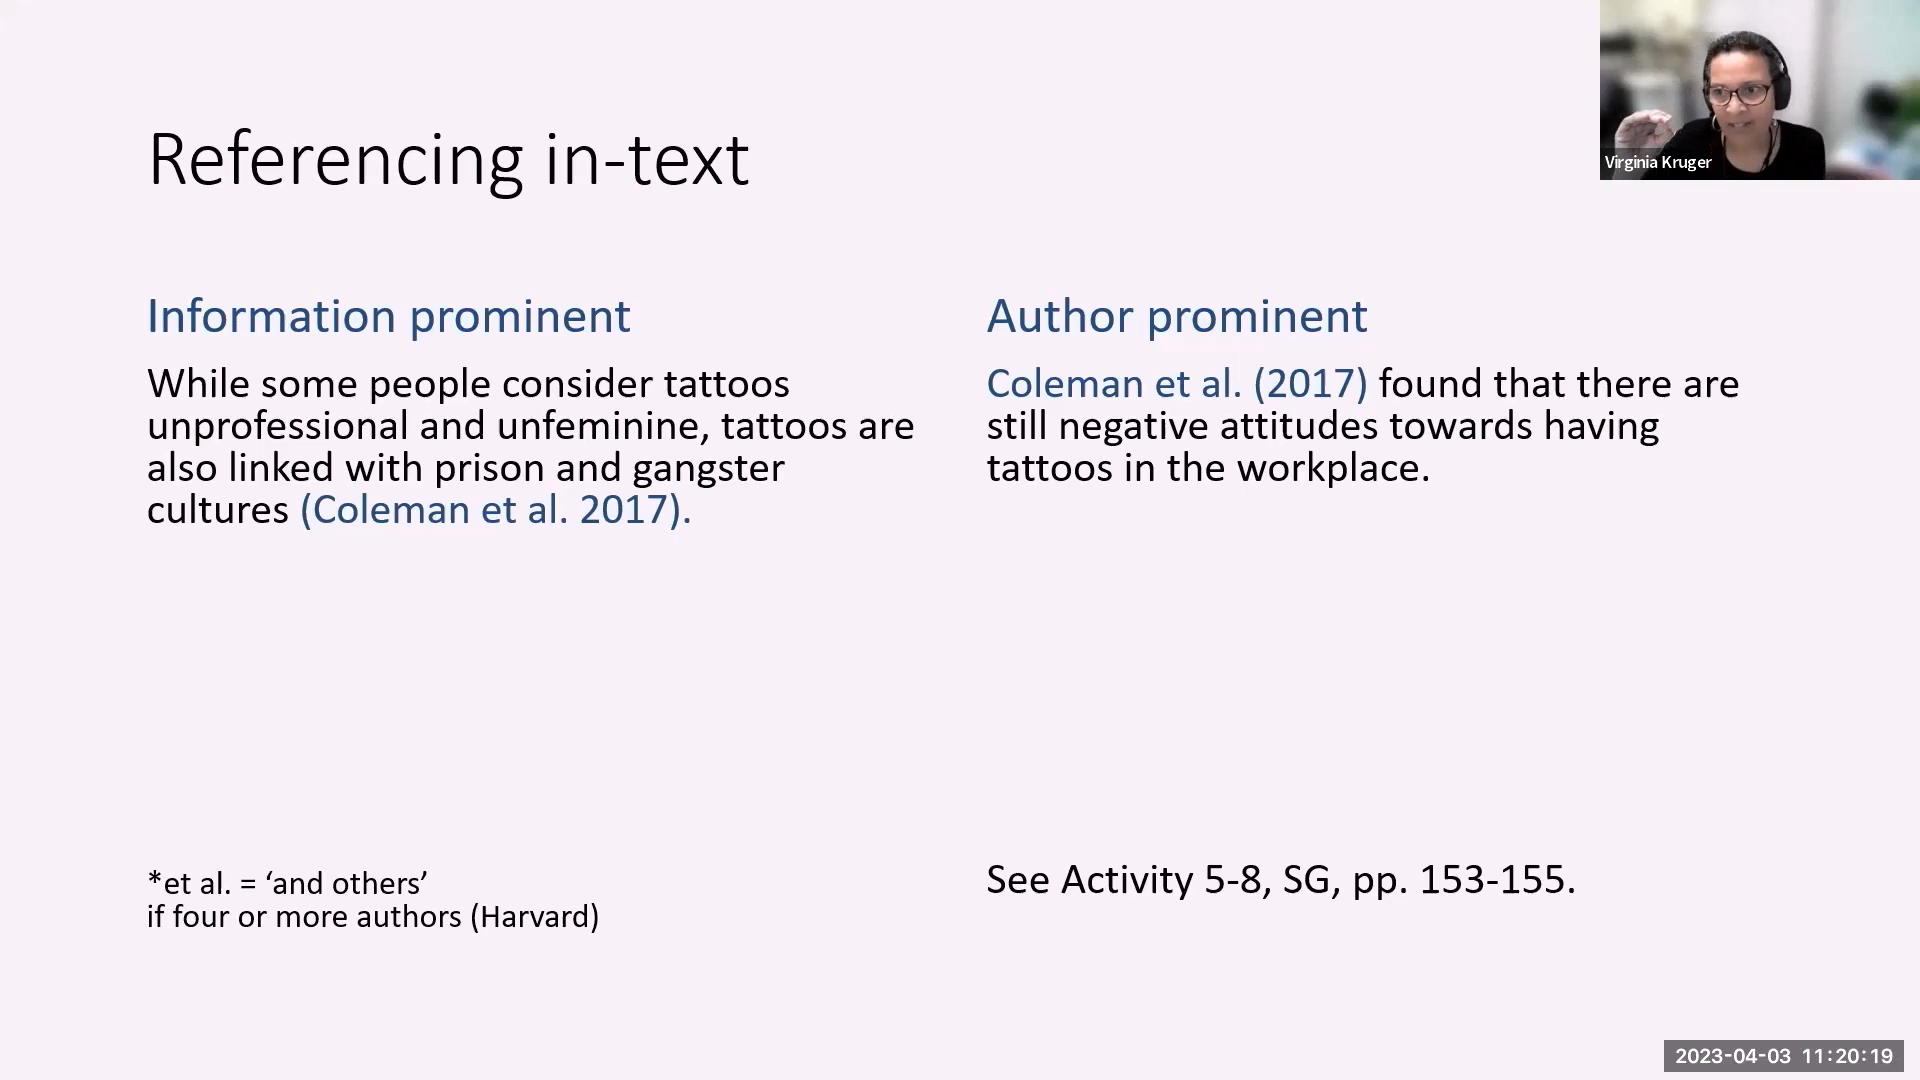 Referencing in-text
Virginia Kruger
Information prominent
While some people consider tattoos
unprofessional and unfeminine, tattoos are
also linked with prison and gangster
cultures (Coleman et al. 2017).
Author prominent
Coleman et al. (2017) found that there are
still negative attitudes towards having
tattoos in the workplace.
*et al. = ‘and others’
if four or more authors (Harvard)
See Activity 5-8, SG, pp. 153-155.
2023-04-03 11:20:19